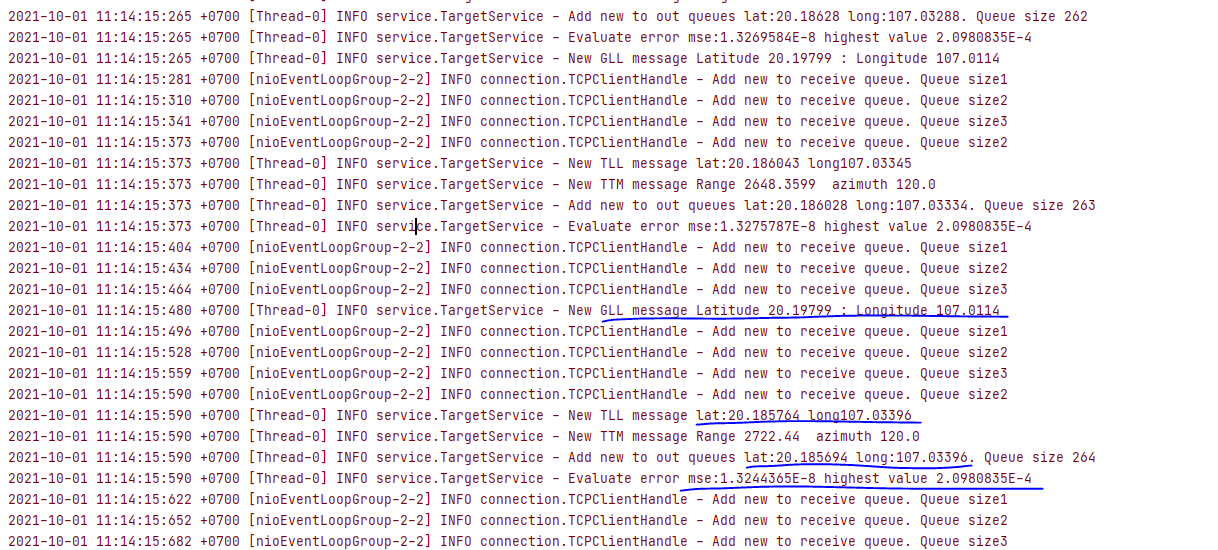 2021-10-01 11:14:15:265 +0700 [Thread-0] INFO service.TargetService - Add new to out queues lat:20.18628 long:107.03288. Queue size 262
2021-10-01 11:14:15:265 +0700 [Thread-0] INFO service.TargetService - Evaluate error mse:1.3269584E-8 highest value 2.0980835E-4
2021-10-01 11:14:15:265 +0700 [Thread-0] INFO service.TargetService - New GLL message Latitude 20.19799 : Longitude 107.0114
2021-10-01 11:14:15:281 +0700 [nioEventLoopGroup-2-2] INFO connection.TCPClientHandle - Add new to receive queue. Queue size1
2021-10-01 11:14:15:310 +0700 [nioEventLoopGroup-2-2] INFO connection.TCPClientHandle - Add new to receive queue. Queue size2
2021-10-01 11:14:15:341 +0700 [nioEventLoopGroup-2-2] INFO connection.TCPClientHandle - Add new to receive queue. Queue size3
2021-10-01 11:14:15:373 +0700 [nioEventLoopGroup-2-2] INFO connection.TCPClientHandle - Add new to receive queue. Queue size2
2021-10-01 11:14:15:373 +0700 [Thread-0] INFO service.TargetService - New TLL message lat:20.186043 long107.03345
2021-10-01 11:14:15:373 +0700 [Thread-0] INFO service.TargetService - New TTM message Range 2648.3599  azimuth 120.0
2021-10-01 11:14:15:373 +0700 [Thread-0] INFO service.TargetService - Add new to out queues lat:20.186028 long:107.03334. Queue size 263
2021-10-01 11:14:15:373 +0700 [Thread-0] INFO service.TargetService - Evaluate error mse:1.3275787E-8 highest value 2.0980835E-4
2021-10-01 11:14:15:404 +0700 [nioEventLoopGroup-2-2] INFO connection.TCPClientHandle - Add new to receive queue. Queue size1
2021-10-01 11:14:15:434 +0700 [nioEventLoopGroup-2-2] INFO connection.TCPClientHandle - Add new to receive queue. Queue size2
2021-10-01 11:14:15:464 +0700 [nioEventLoopGroup-2-2] INFO connection.TCPClientHandle - Add new to receive queue. Queue size3
2021-10-01 11:14:15:480 +0700 [Thread-0] INFO service.TargetService - New GLL message Latitude 20.19799 : Longitude 107.0114
2021-10-01 11:14:15:496 +0700 [nioEventLoopGroup-2-2] INFO connection.TCPClientHandle - Add new to receive queue. Queue size1
2021-10-01 11:14:15:528 +0700 [nioEventLoopGroup-2-2] INFO connection.TCPClientHandle - Add new to receive queue. Queue size2
2021-10-01 11:14:15:559 +0700 [nioEventLoopGroup-2-2] INFO connection.TCPClientHandle - Add new to receive queue. Queue size3
2021-10-01 11:14:15:590 +0700 [nioEventLoopGroup-2-2] INFO connection.TCPClientHandle - Add new to receive queue. Queue size2
2021-10-01 11:14:15:590 +0700 [Thread-0] INFO service.TargetService - New TLL message lat:20.185764 long107.03396
2021-10-01 11:14:15:590 +0700 [Thread-0] INFO service.TargetService - New TTM message Range 2722.44  azimuth 120.0
2021-10-01 11:14:15:590 +0700 [Thread-0] INFO service.TargetService - Add new to out queues lat:20.185694 long:107.03396. Queue size 264
2021-10-01 11:14:15:590 +0700 [Thread-0] INFO service.TargetService - Evaluate error mse:1.3244365E-8 highest value 2.0980835E-4
2021-10-01 11:14:15:622 +0700 [nioEventLoopGroup-2-2] INFO connection.TCPClientHandle - Add new to receive queue. Queue size1
2021-10-01 11:14:15:652 +0700 [nioEventLoopGroup-2-2] INFO connection.TCPClientHandle - Add new to receive queue. Queue size2
2021-10-01 11:14:15:682 +0700 [nioEventLoopGroup-2-2] INFO connection.TCPClientHandle - Add new to receive queue. Queue size3